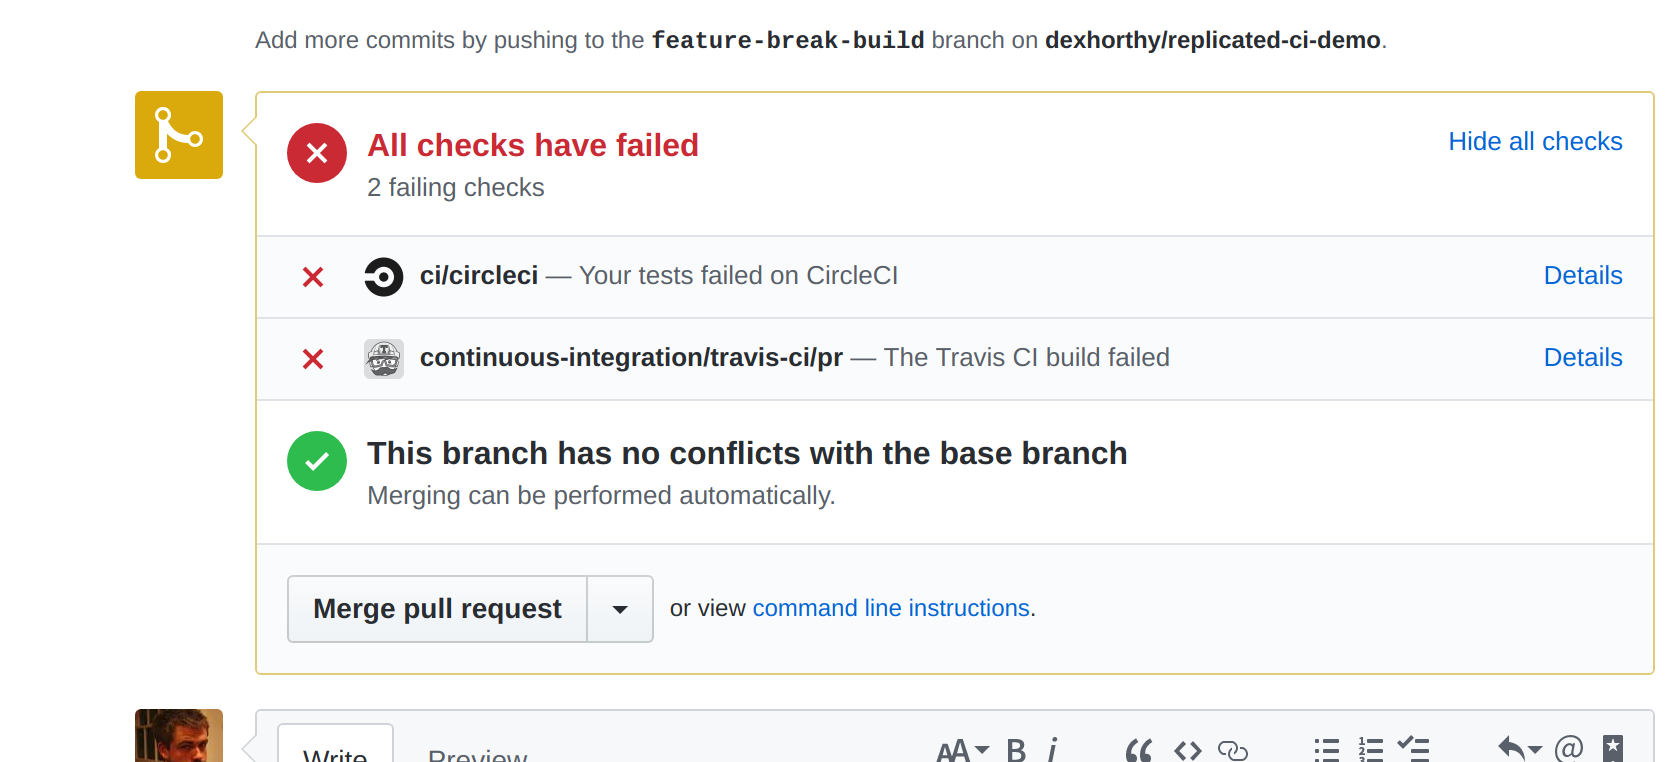 Add more commits by pushing to the feature-break-build branch on dexhorthy/replicated-ci-demo.
All checks have failed
Hide all checks
2 failing checks
ci/circleci — Your tests failed on CircleCI
Details
continuous-integration/travis-ci/pr — The Travis CI build failed
Details
This branch has no conflicts with the base branch
Merging can be performed automatically.
Merge pull request
or view command line instructions.
Write
Preview
AA B i @